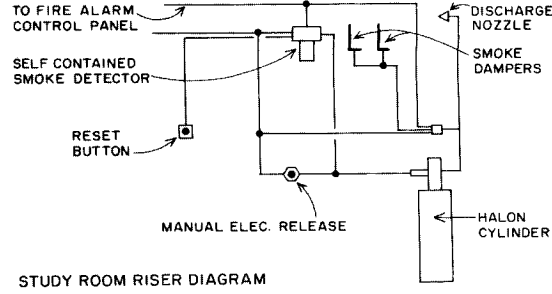 TO FIRE ALARM
CONTROL PANEL
DISCHARGE
NOZZLE
SELF CONTAINED
SMOKE DETECTOR
SMOKE
DAMPERS
RESET
BUTTON
MANUAL ELEC. RELEASE
HALON
CYLINDER
STUDY ROOM RISER DIAGRAM